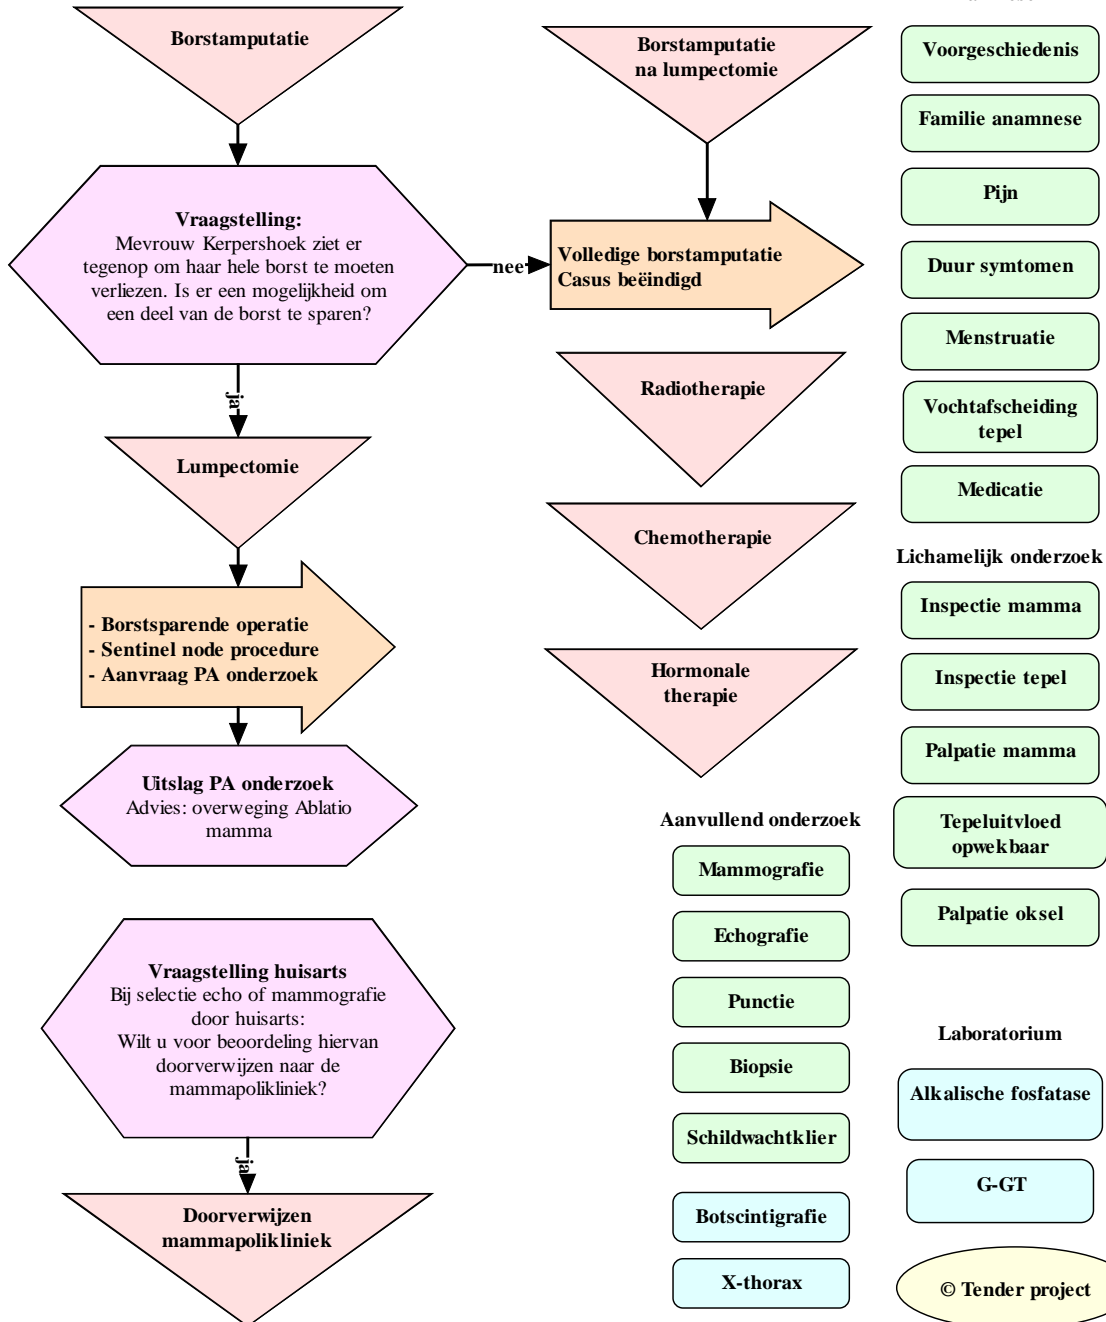 Borstamputatie
Vraagstelling:
Mevrouw Kerpershoek ziet er
tegenop om haar hele borst te moeten
verliezen. Is er een mogelijkheid om
een deel van de borst te sparen?
nee
ja
Lumpectomie
- Borstsparende operatie
- Sentinel node procedure
- Aanvraag PA onderzoek
Uitslag PA onderzoek
Advies: overweging Ablatio
mamma
Vraagstelling huisarts
Bij selectie echo of mammografie
door huisarts:
Wilt u voor beoordeling hiervan
doorverwijzen naar de
mammapolikliniek?
ja
Doorverwijzen
mammapolikliniek
Borstamputatie
na lumpectomie
Volledige borstamputatie
Casus beëindigd
Radiotherapie
Chemotherapie
Hormonale
therapie
Aanvullend onderzoek
Mammografie
Echografie
Punctie
Biopsie
Schildwachtklier
Botscintigrafie
X-thorax
Voorgeschiedenis
Familie anamnese
Pijn
Duur symtomen
Menstruatie
Vochtafscheiding
tepel
Medicatie
Lichamelijk onderzoek
Inspectie mamma
Inspectie tepel
Palpatie mamma
Tepeluitvloed
opwekbaar
Palpatie oksel
Laboratorium
Alkalische fosfatase
G-GT
© Tender project